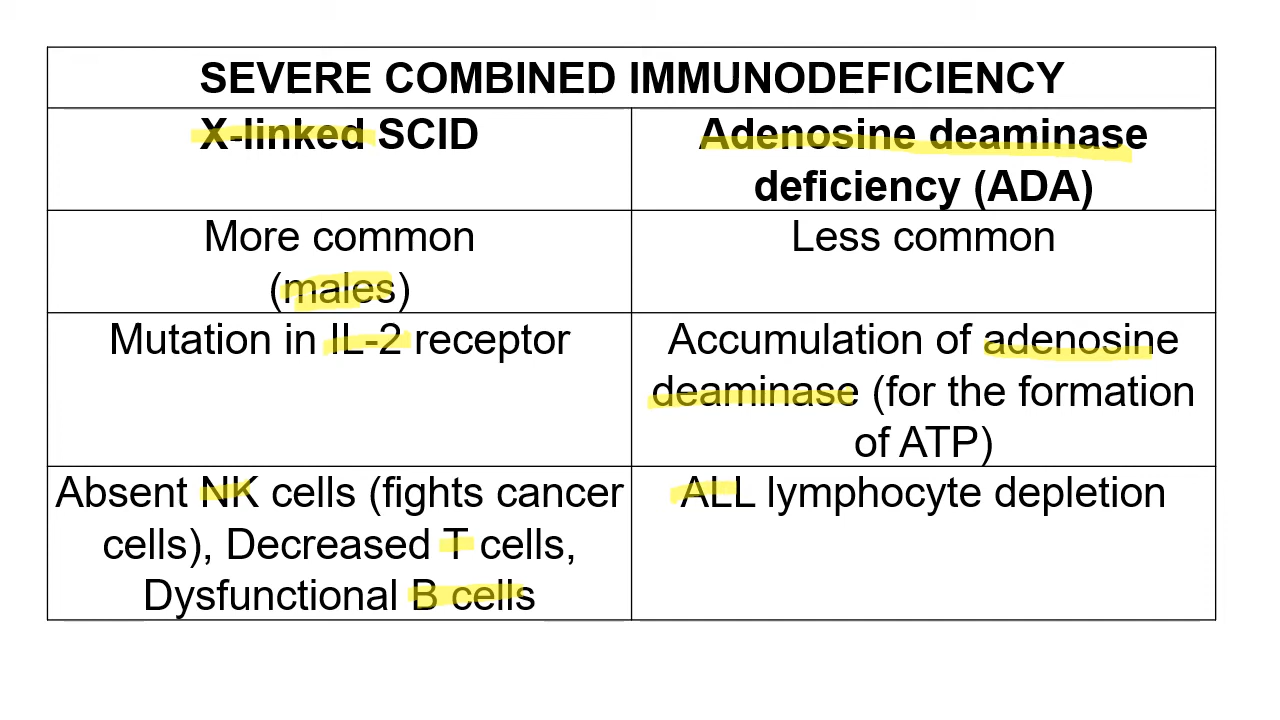 SEVERE COMBINED IMMUNODEFICIENCY
X-linked SCID
Adenosine deaminase
deficiency (ADA)
More common
(males)
Less common
Mutation in IL-2 receptor
Accumulation of adenosine
deaminase (for the formation
of ATP)
Absent NK cells (fights cancer
cells), Decreased T cells,
Dysfunctional B cells
ALL lymphocyte depletion